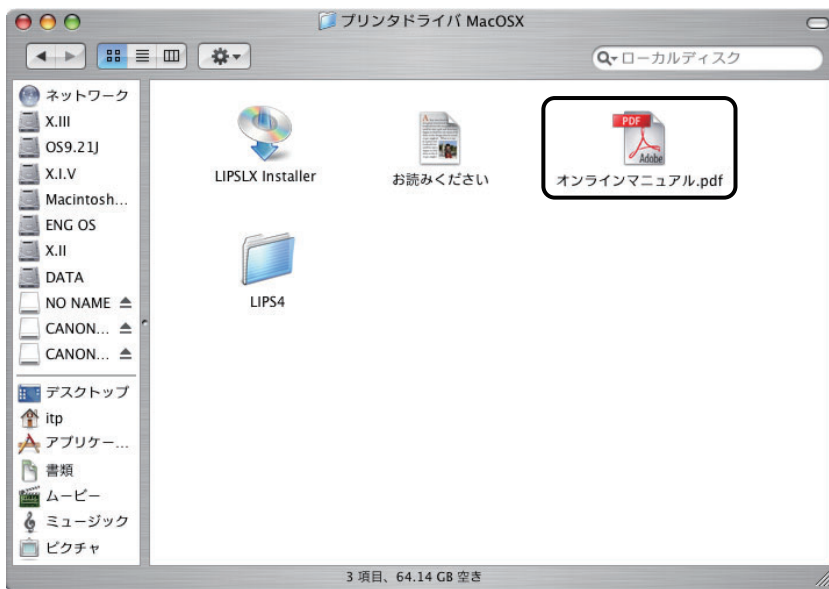 プリンタドライバ MacOSX
ローカルディスク
ネットワーク
X.III
OS9.21J
X.I.V
Macintosh...
ENG OS
X.II
DATA
NO NAME
CANON...
CANON...
デスクトップ
itp
アプリケー...
書類
ムービー
ミュージック
ピクチャ
LIPSLX Installer
お読みください
PDF
Adobe
オンラインマニュアル.pdf
LIPS4
3 項目、64.14 GB 空き